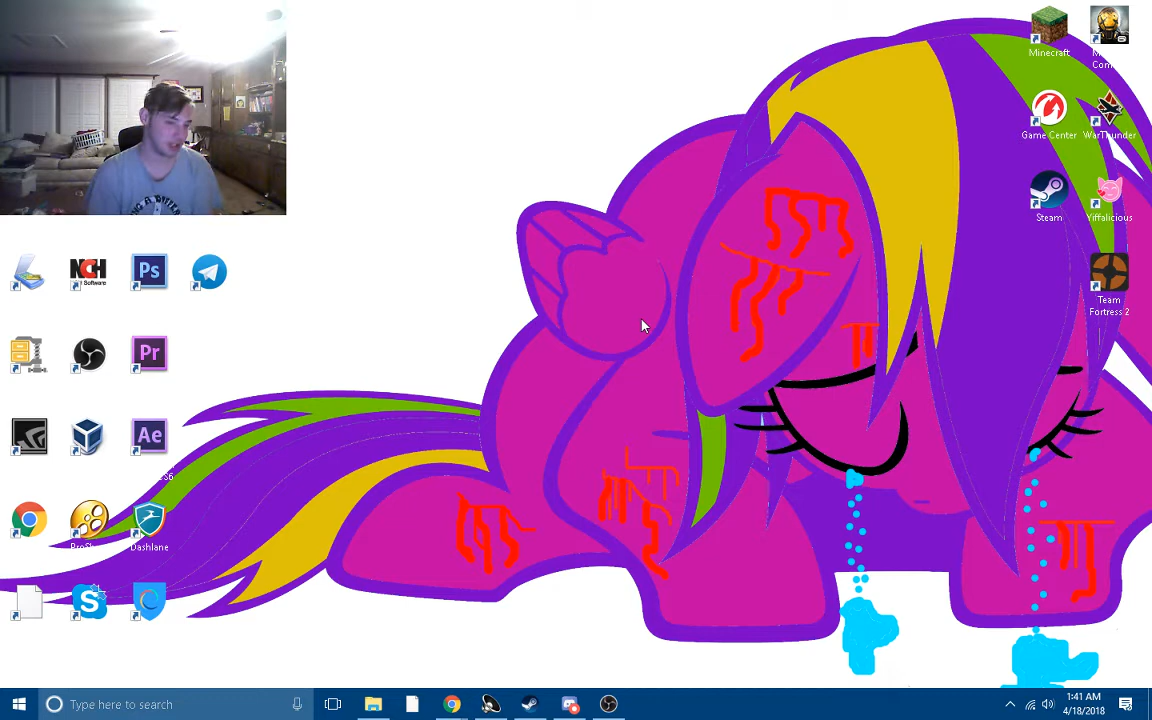 Minecraft
Com
Game Center
WarThunder
Steam
Yiffalicious
Team
Fortress 2
NCH
Software
Ps
Pr
Ae
Dashlane
S
Type here to search
1:41 AM
4/18/2018